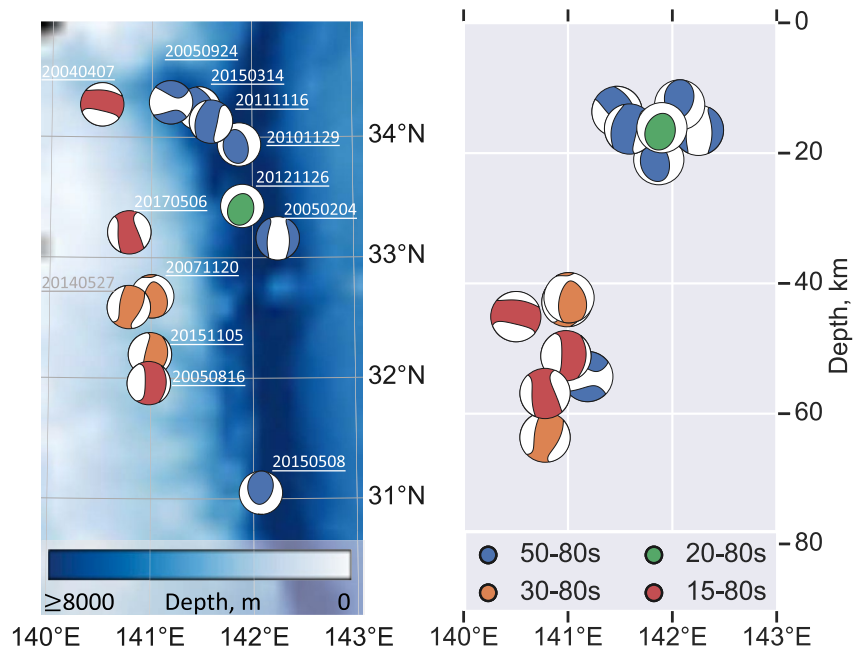 20050924
20040407
20150314
20111116
34°N
20101129
20121126
20170506
20050204
33°N
20071120
20140527
20151105
32°N
20050816
20150508
31°N
≥8000 Depth, m 0
140°E 141°E 142°E 143°E
0
20
40
60
80
Depth, km
50-80s 20-80s
30-80s 15-80s
140°E 141°E 142°E 143°E